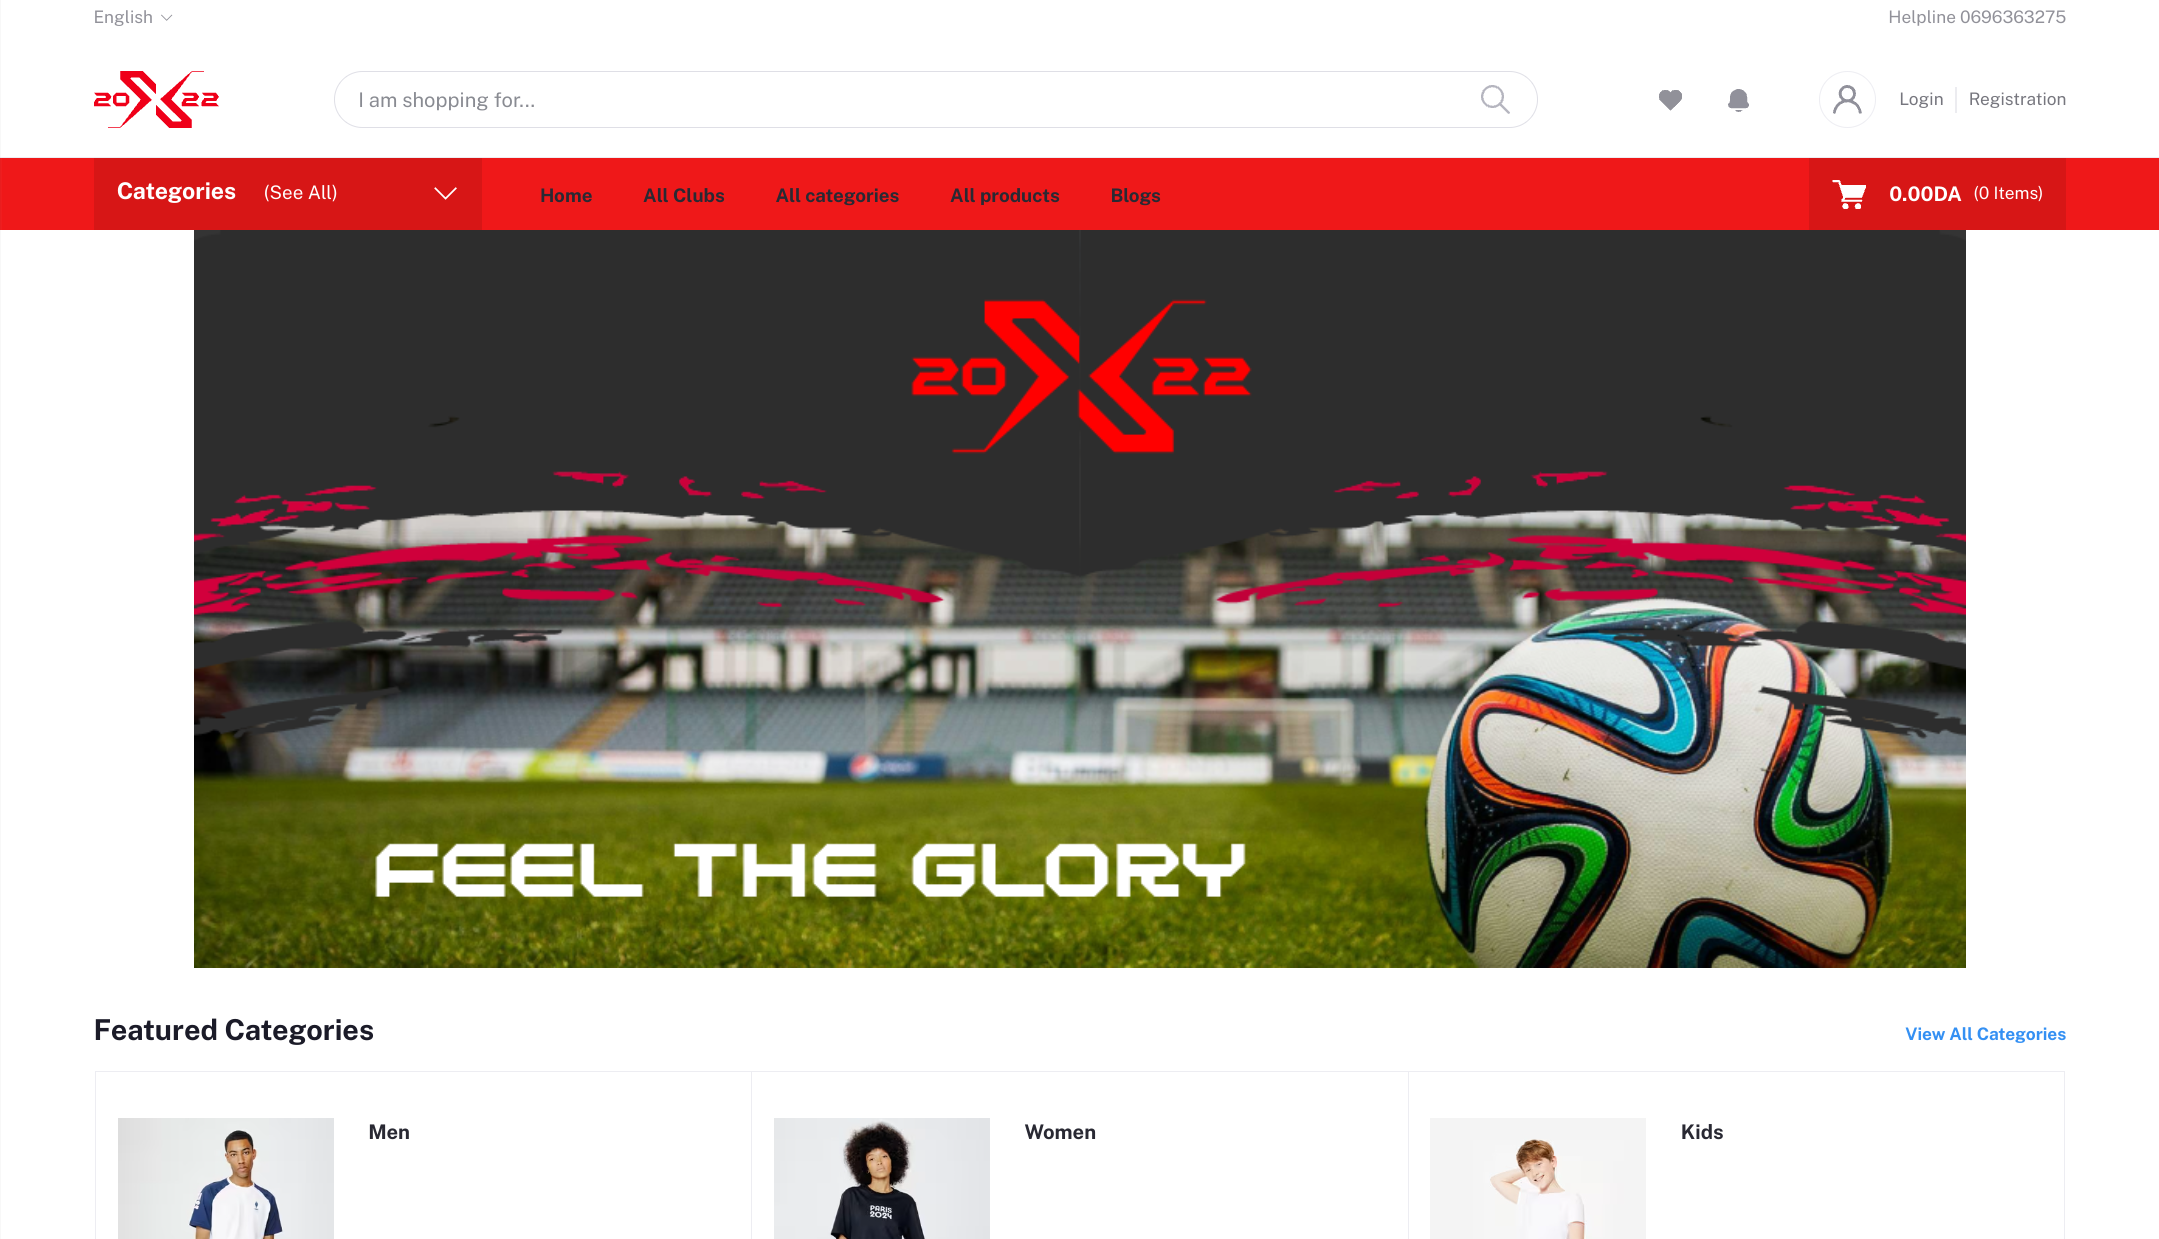 English
Helpline 0696363275
20X22
I am shopping for...
Login
Registration
Categories (See All)
Home
All Clubs
All categories
All products
Blogs
0.00DA (0 Items)
20X22
FEEL THE GLORY
Featured Categories
View All Categories
Men
Women
Kids
PARIS
2024